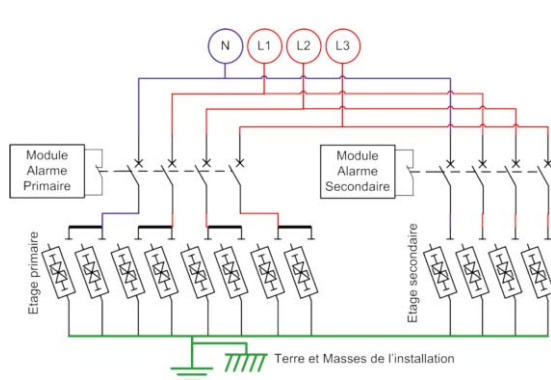 N L1 L2 L3
Module
Alarme
Primaire
Module
Alarme
Secondaire
Etage primaire
Etage secondaire
Terre et Masses de l'installation